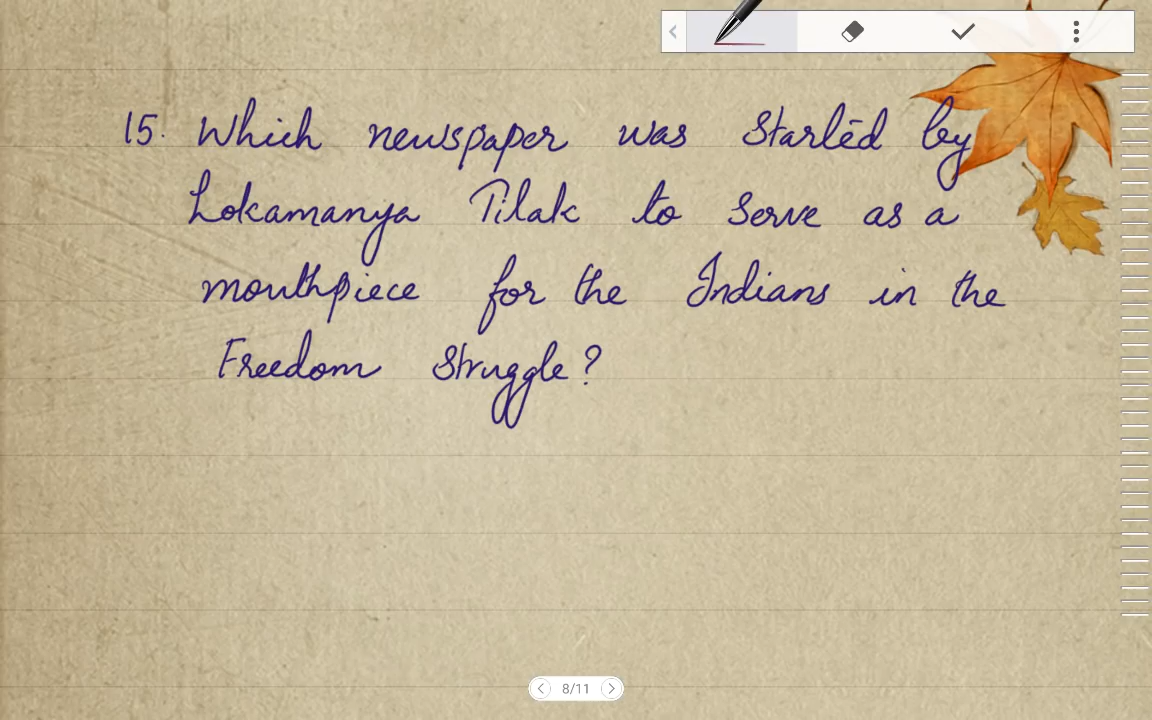 15. Which newspaper was Started by
Lokamanya Tilak to Serve as a
mouthpiece for the Indians in the
Freedom Struggle?
8/11